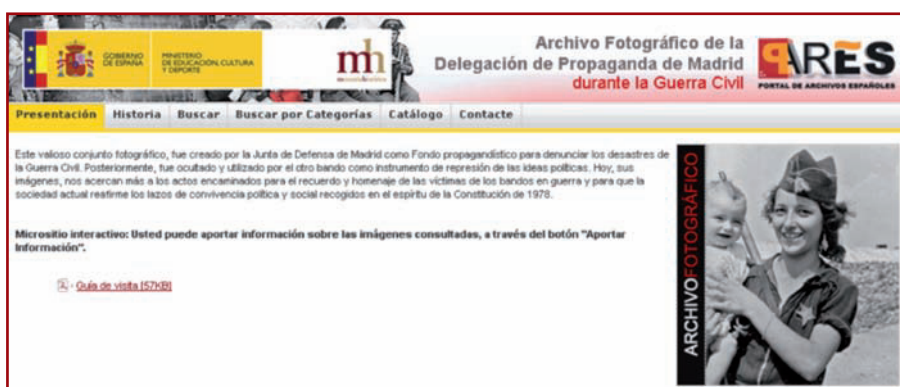 GOBIERNO
DE ESPAÑA
MINISTERIO
DE EDUCACIÓN, CULTURA
Y DEPORTE
mh
Archivo Fotográfico de la
Delegación de Propaganda de Madrid
durante la Guerra Civil
PARES
PORTAL DE ARCHIVOS ESPAÑOLES
Presentación Historia Buscar Buscar por Categorías Catálogo Contacte
Este valioso conjunto fotográfico, fue creado por la Junta de Defensa de Madrid como Fondo propagandístico para denunciar los desastres de
la Guerra Civil. Posteriormente, fue ocultado y utilizado por el otro bando como instrumento de represión de las ideas políticas. Hoy, sus
imágenes, nos acercan más a los actos encaminados para el recuerdo y homenaje de las víctimas de los bandos en guerra y para que la
sociedad actual reafirme los lazos de convivencia política y social recogidos en el espíritu de la Constitución de 1978.
Micrositio interactivo: Usted puede aportar información sobre las imágenes consultadas, a través del botón "Aportar
Información".
- Guía de visita [57KB]
ARCHIVOFOTOGRÁFICO